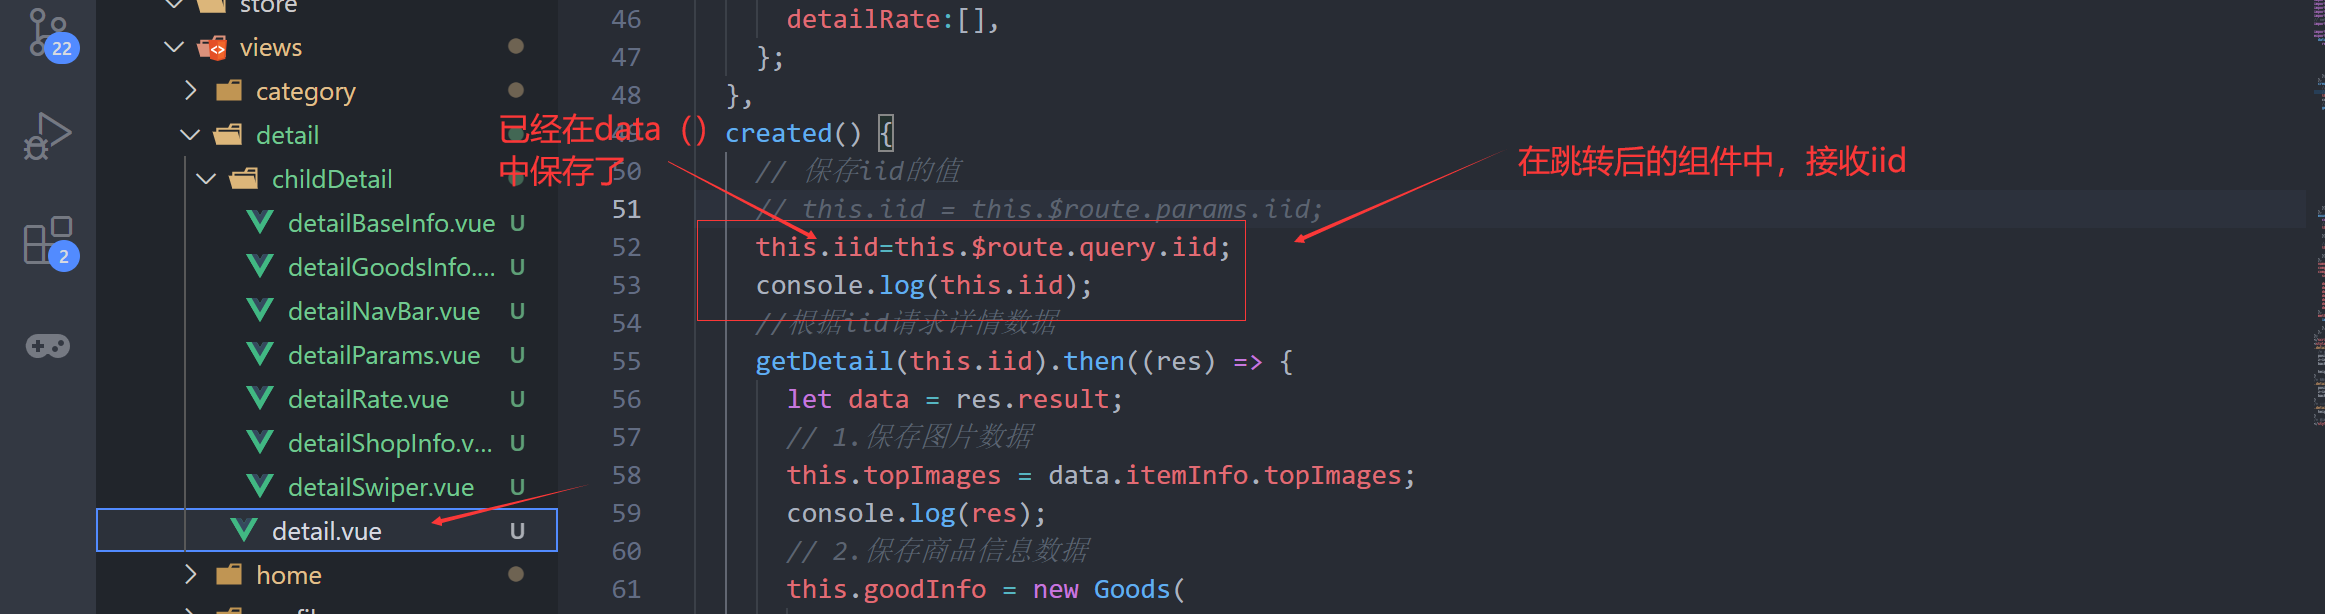 store
22
views
category
detail
childDetail
detailBaseInfo.vue U
detailGoodsInfo.... U
2
detailNavBar.vue U
detailParams.vue U
detailRate.vue U
detailShopInfo.v... U
detailSwiper.vue U
detail.vue U
home
46 detailRate:[],
47 };
48 },
created() {
50 // 保存iid的值
51 // this.iid = this.$route.params.iid;
52 this.iid=this.$route.query.iid;
53 console.log(this.iid);
54 //根据iid请求详情数据
55 getDetail(this.iid).then((res) => {
56 let data = res.result;
57 // 1.保存图片数据
58 this.topImages = data.itemInfo.topImages;
59 console.log(res);
60 // 2.保存商品信息数据
61 this.goodInfo = new Goods(
已经在data（）
中保存了
在跳转后的组件中，接收iid